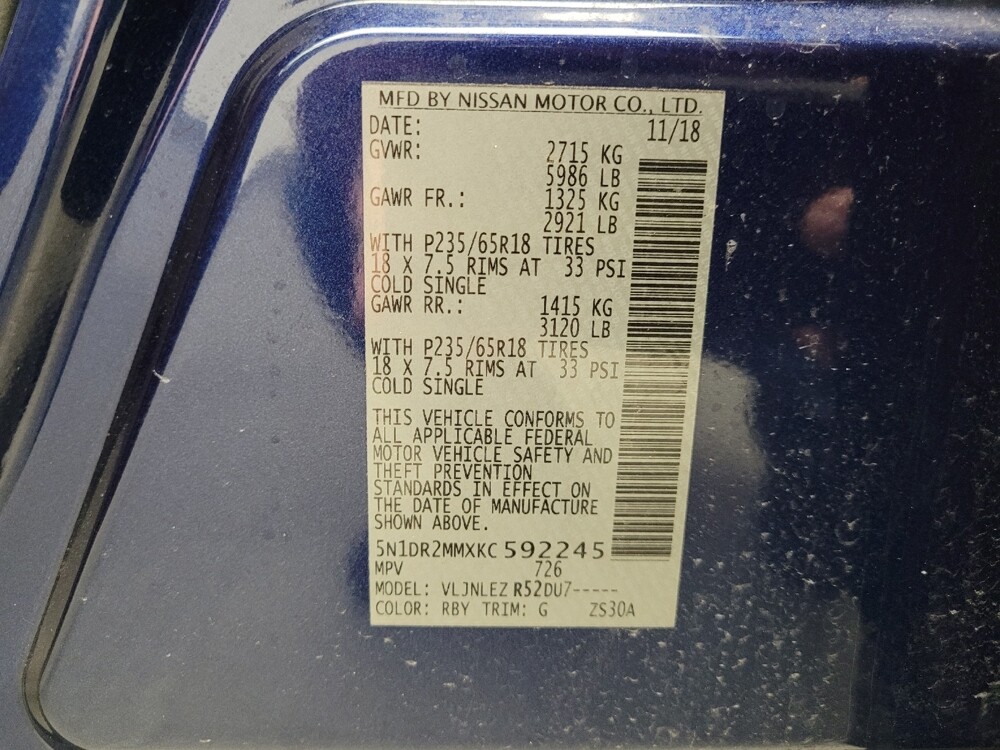 MFD BY NISSAN MOTOR CO., LTD.
DATE: 11/18
GVWR: 2715 KG
5986 LB
GAWR FR.: 1325 KG
2921 LB
WITH P235/65R18 TIRES
18 X 7.5 RIMS AT 33 PSI
COLD SINGLE
GAWR RR.: 1415 KG
3120 LB
WITH P235/65R18 TIRES
18 X 7.5 RIMS AT 33 PSI
COLD SINGLE
THIS VEHICLE CONFORMS TO
ALL APPLICABLE FEDERAL
MOTOR VEHICLE SAFETY AND
THEFT PREVENTION
STANDARDS IN EFFECT ON
THE DATE OF MANUFACTURE
SHOWN ABOVE.
5N1DR2MMXKC592245
MPV 726
MODEL: VLJNLEZ R52DU7-----
COLOR: RBY TRIM: G ZS30A